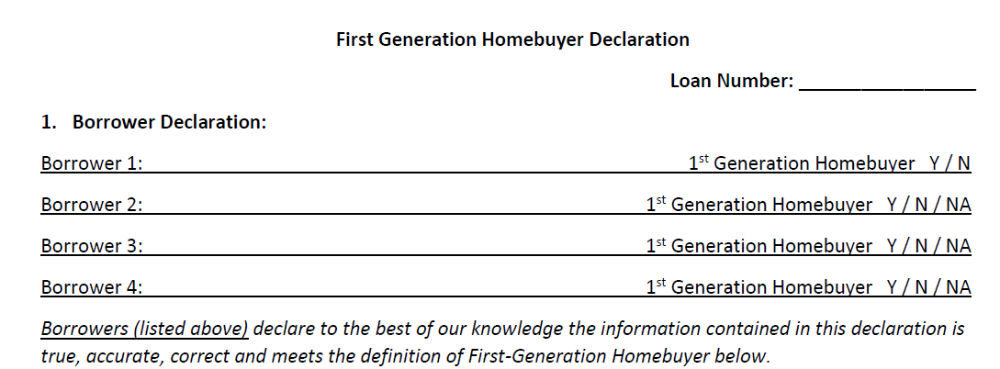 First Generation Homebuyer Declaration
Loan Number: _________________
1. Borrower Declaration:
Borrower 1: 1st Generation Homebuyer Y / N
Borrower 2: 1st Generation Homebuyer Y / N / NA
Borrower 3: 1st Generation Homebuyer Y / N / NA
Borrower 4: 1st Generation Homebuyer Y / N / NA
Borrowers (listed above) declare to the best of our knowledge the information contained in this declaration is
true, accurate, correct and meets the definition of First-Generation Homebuyer below.